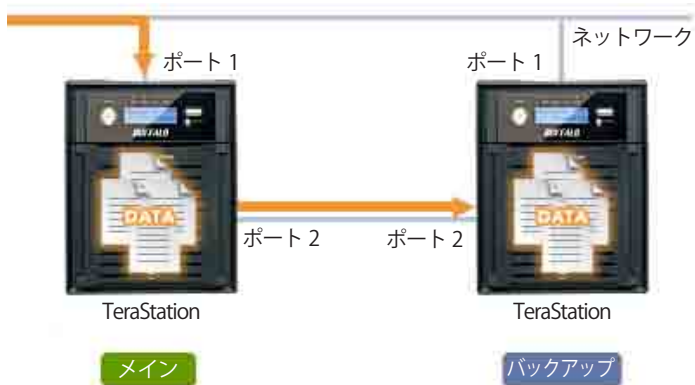 ネットワーク
ポート 1
ポート 1
BUFFALO
BUFFALO
DATA
DATA
ポート 2
ポート 2
TeraStation
TeraStation
メイン
バックアップ